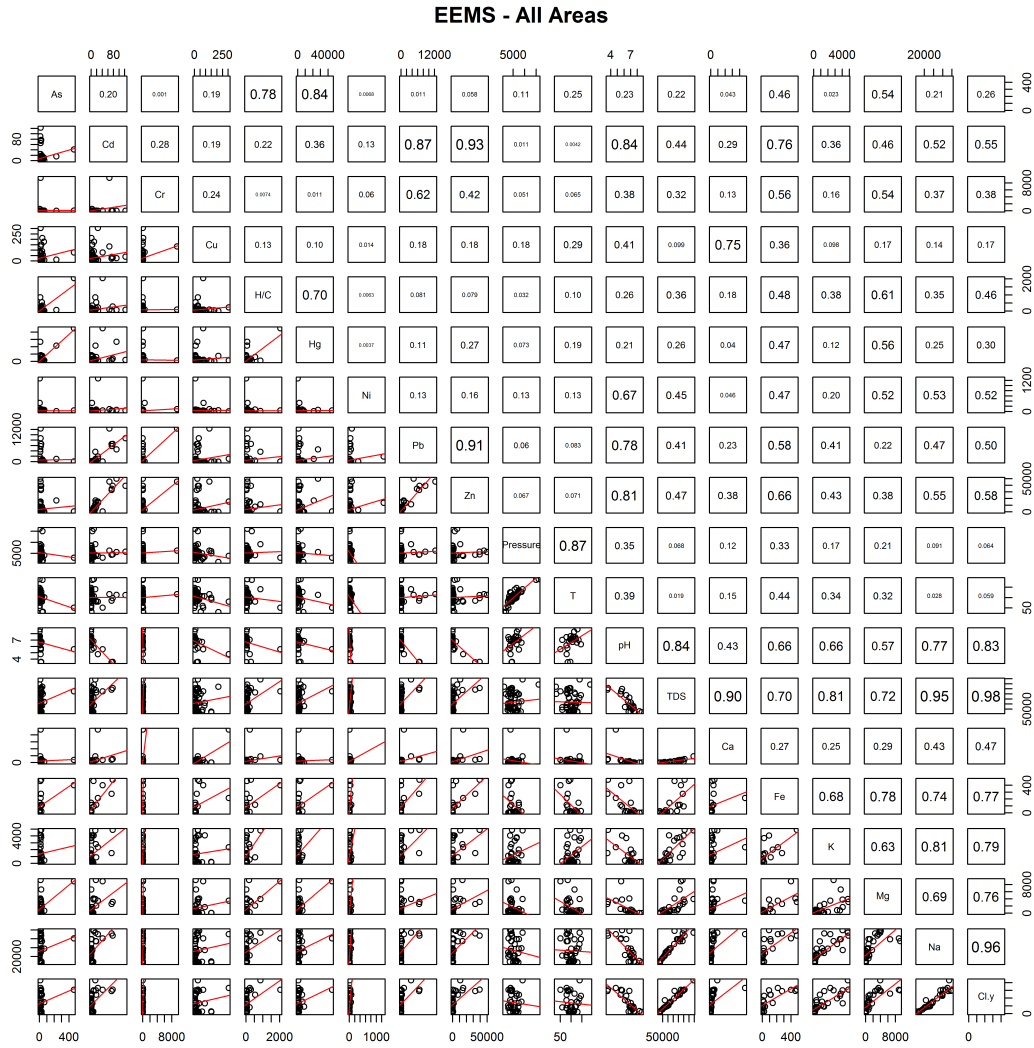 EEMS - All Areas
0 80 0 250 0 40000 0 12000 5000 4 7 0 0 4000 20000
As 0.20 0.001 0.19 0.78 0.84 0.0068 0.011 0.058 0.11 0.25 0.23 0.22 0.043 0.46 0.023 0.54 0.21 0.26 0 400
0 80 Cd 0.28 0.19 0.22 0.36 0.13 0.87 0.93 0.011 0.0042 0.84 0.44 0.29 0.76 0.36 0.46 0.52 0.55
Cr 0.24 0.0074 0.011 0.06 0.62 0.42 0.051 0.065 0.38 0.32 0.13 0.56 0.16 0.54 0.37 0.38 0 8000
0 250 Cu 0.13 0.10 0.014 0.18 0.18 0.18 0.29 0.41 0.099 0.75 0.36 0.098 0.17 0.14 0.17
H/C 0.70 0.0063 0.081 0.079 0.032 0.10 0.26 0.36 0.18 0.48 0.38 0.61 0.35 0.46 0 2000
0 Hg 0.0037 0.11 0.27 0.073 0.19 0.21 0.26 0.04 0.47 0.12 0.56 0.25 0.30
Ni 0.13 0.16 0.13 0.13 0.67 0.45 0.046 0.47 0.20 0.52 0.53 0.52 0 1200
0 12000 Pb 0.91 0.06 0.083 0.78 0.41 0.23 0.58 0.41 0.22 0.47 0.50
Zn 0.067 0.071 0.81 0.47 0.38 0.66 0.43 0.38 0.55 0.58 0 50000
5000 Pressure 0.87 0.35 0.068 0.12 0.33 0.17 0.21 0.091 0.064
T 0.39 0.019 0.15 0.44 0.34 0.32 0.028 0.059 50
4 7 pH 0.84 0.43 0.66 0.66 0.57 0.77 0.83
TDS 0.90 0.70 0.81 0.72 0.95 0.98 50000
0 Ca 0.27 0.25 0.29 0.43 0.47
Fe 0.68 0.78 0.74 0.77 0 400
0 4000 K 0.63 0.81 0.79
Mg 0.69 0.76 0 8000
20000 Na 0.96
Cl.y 0
0 400 0 8000 0 2000 0 1000 0 50000 50 50000 0 400 0 8000 0